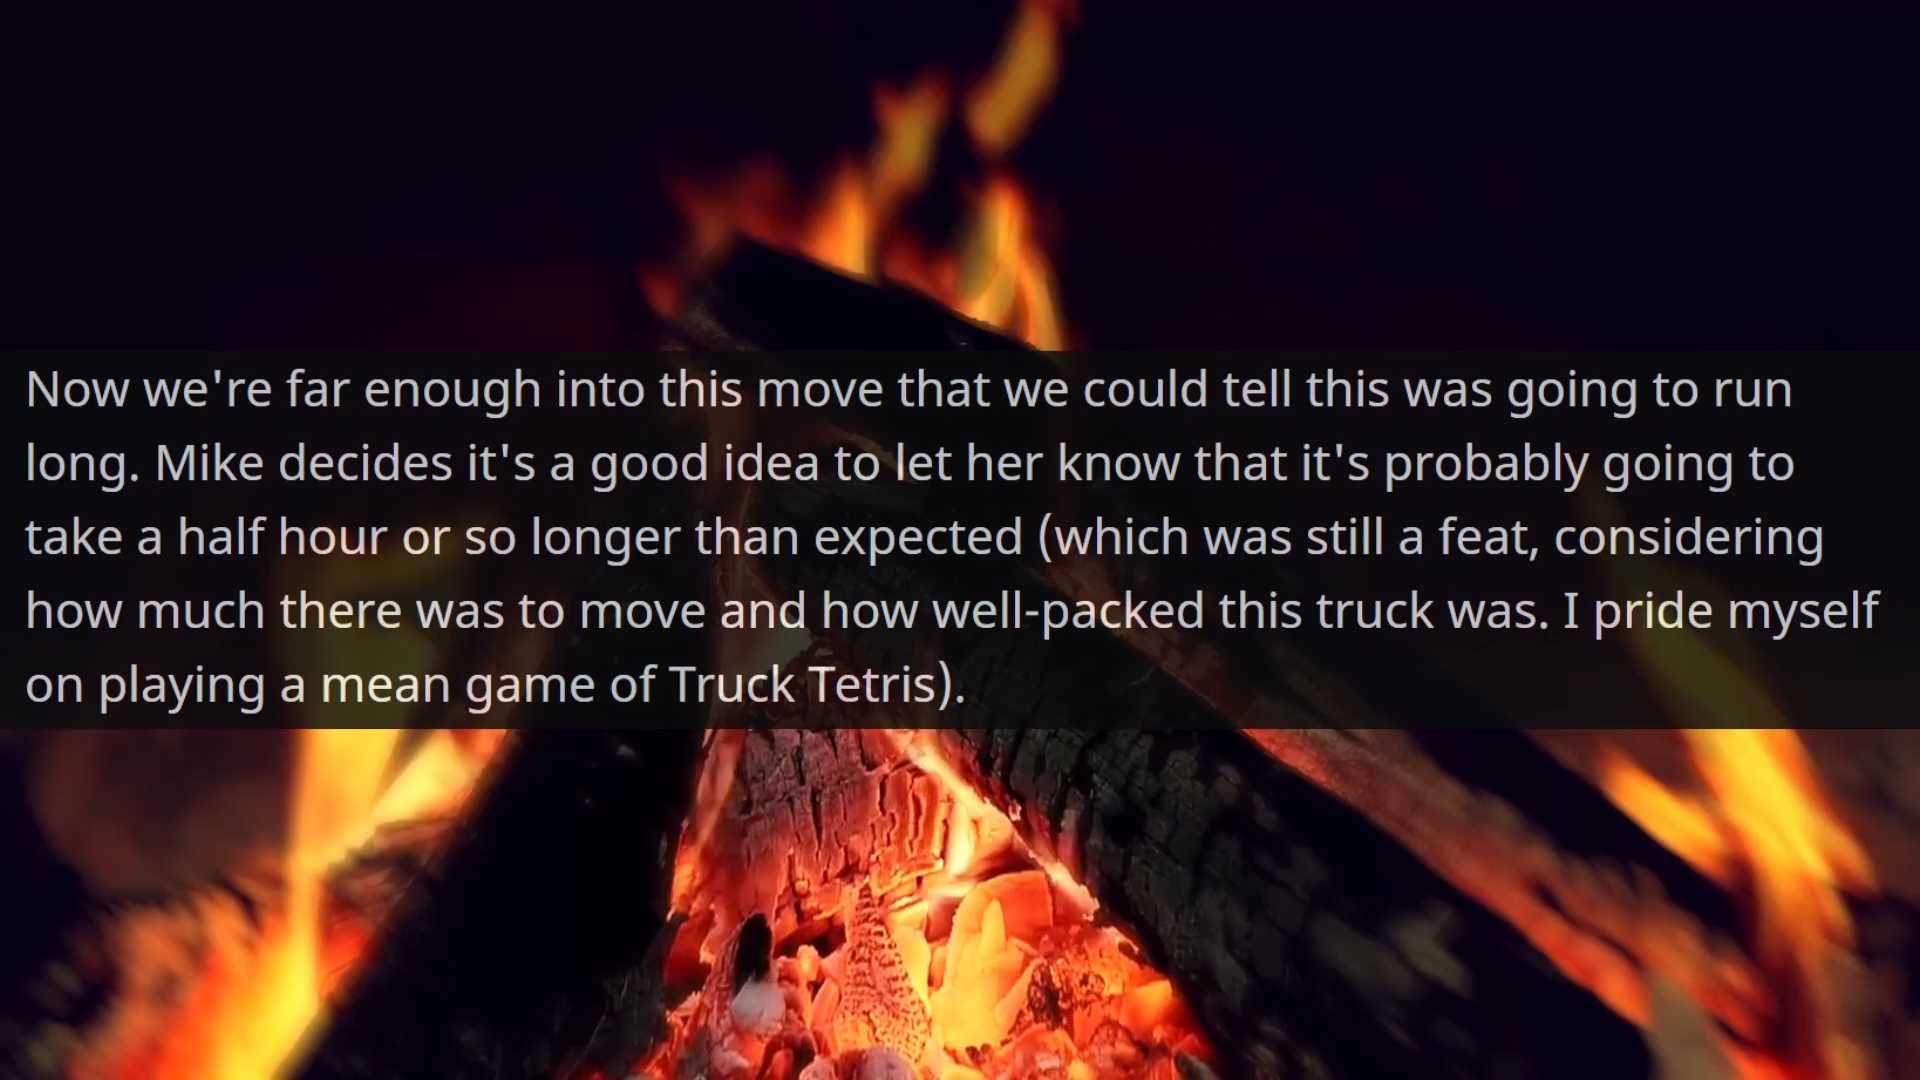 Now we're far enough into this move that we could tell this was going to run
long. Mike decides it's a good idea to let her know that it's probably going to
take a half hour or so longer than expected (which was still a feat, considering
how much there was to move and how well-packed this truck was. I pride myself
on playing a mean game of Truck Tetris).